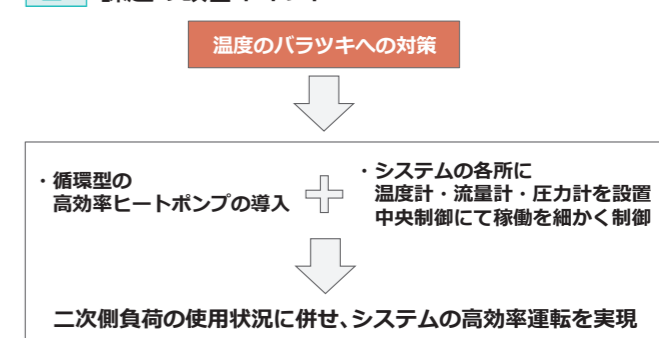 温度のバラツキへの対策
・循環型の
高効率ヒートポンプの導入
・システムの各所に
温度計・流量計・圧力計を設置
中央制御にて稼働を細かく制御
二次側負荷の使用状況に併せ、システムの高効率運転を実現